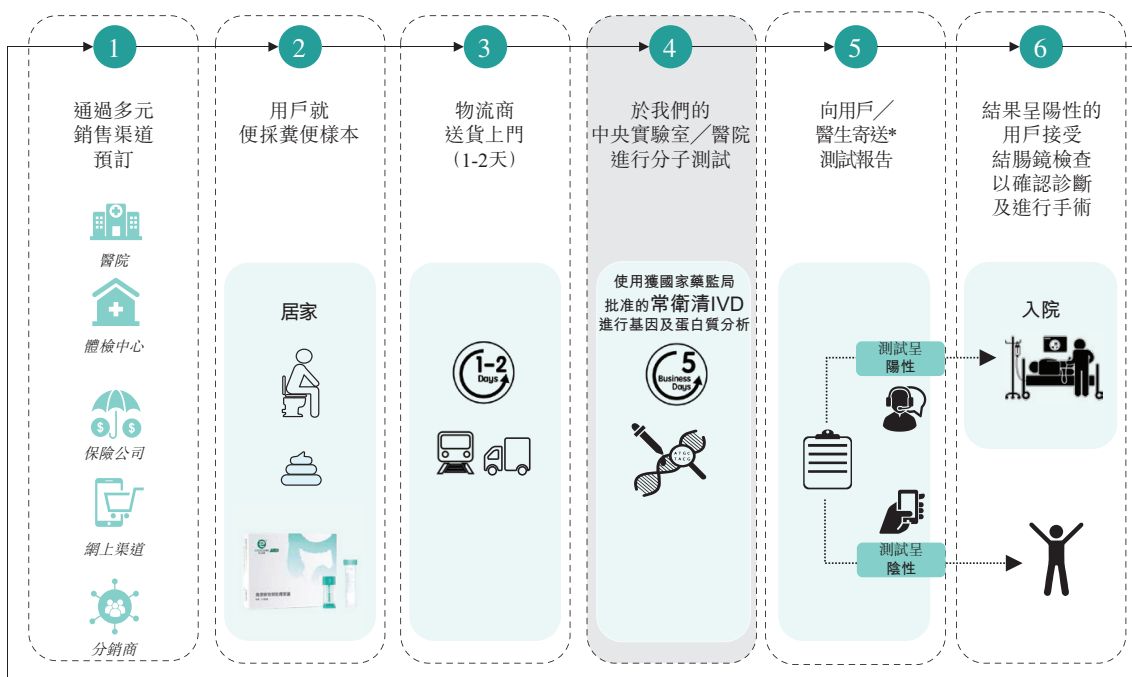 1
通過多元
銷售渠道
預訂
醫院
體檢中心
$
$
保險公司
網上渠道
分銷商
2
用戶就
便採糞便樣本
居家
3
物流商
送貨上門
(1-2天)
1-2
Days
4
於我們的
中央實驗室／醫院
進行分子測試
使用獲國家藥監局
批准的常衛清IVD
進行基因及蛋白質分析
5
Business
Days
ATGC
TACG
5
向用戶／
醫生寄送*
測試報告
測試呈
陽性
測試呈
陰性
6
結果呈陽性的
用戶接受
結腸鏡檢查
以確認診斷
及進行手術
入院